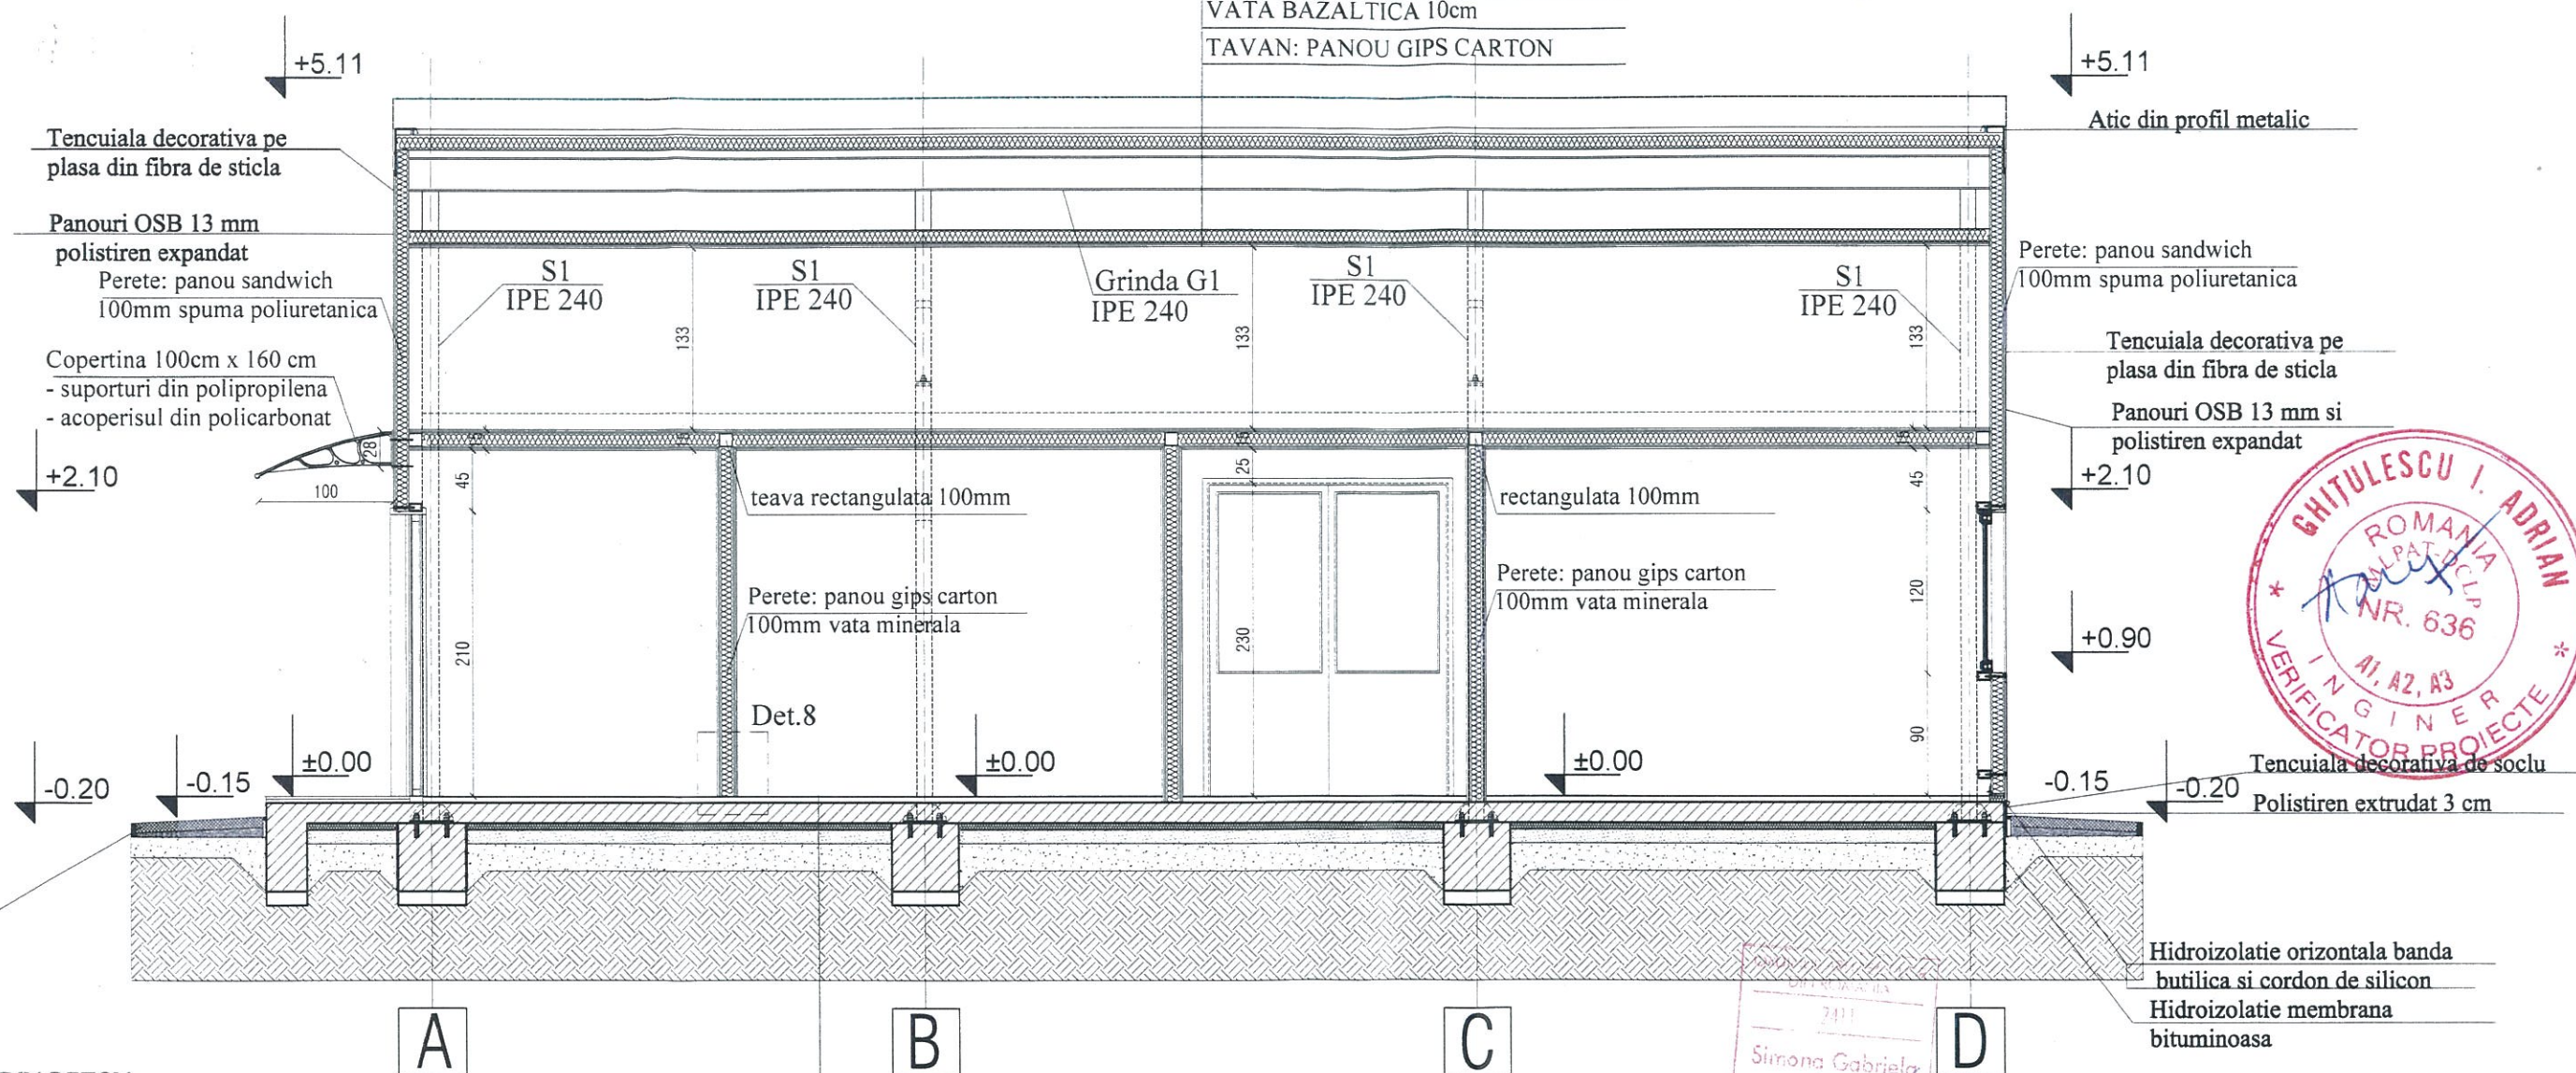 VATA BAZALTICA 10cm
TAVAN: PANOU GIPS CARTON
+5.11
+5.11
Atic din profil metalic
Tencuiala decorativa pe
plasa din fibra de sticla
Panouri OSB 13 mm
polistiren expandat
Perete: panou sandwich
100mm spuma poliuretanica
Copertina 100cm x 160 cm
- suporturi din polipropilena
- acoperisul din policarbonat
S1
IPE 240
S1
IPE 240
Grinda G1
IPE 240
S1
IPE 240
S1
IPE 240
133
133
133
Perete: panou sandwich
100mm spuma poliuretanica
Tencuiala decorativa pe
plasa din fibra de sticla
Panouri OSB 13 mm si
polistiren expandat
+2.10
28
100
45
25
45
+2.10
teava rectangulata 100mm
rectangulata 100mm
Perete: panou gips carton
100mm vata minerala
Perete: panou gips carton
100mm vata minerala
210
230
120
90
+0.90
Det.8
±0.00
±0.00
±0.00
-0.20
-0.15
-0.15
-0.20
GHIŢULESCU I. ADRIAN
ROMANIA
MLPAT-DCLP
NR. 636
A1, A2, A3
INGINER
* VERIFICATOR PROIECTE *
Tencuiala decorativa de soclu
Polistiren extrudat 3 cm
Hidroizolatie orizontala banda
butilica si cordon de silicon
Hidroizolatie membrana
bituminoasa
A
B
C
D
2411
Simona Gabriela